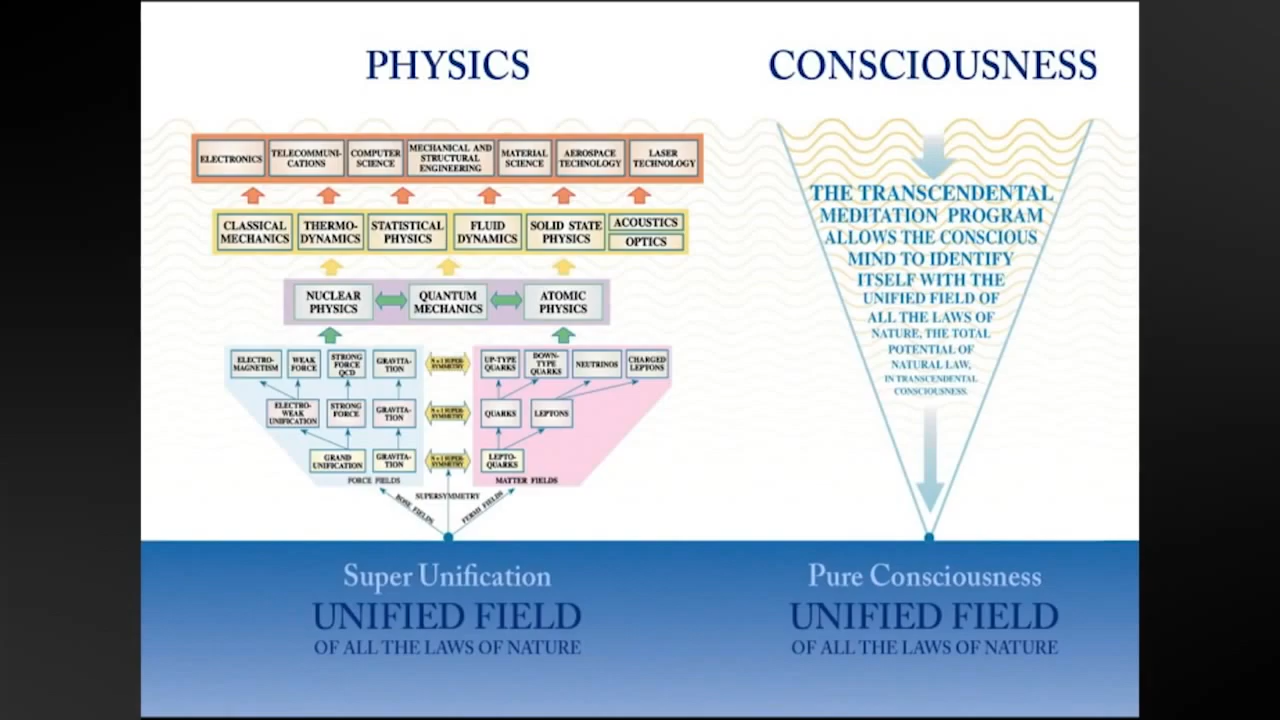 PHYSICS
CONSCIOUSNESS
ELECTRONICS
TELECOMMUNI-
CATIONS
COMPUTER
SCIENCE
MECHANICAL AND
STRUCTURAL
ENGINEERING
MATERIAL
SCIENCE
AEROSPACE
TECHNOLOGY
LASER
TECHNOLOGY
CLASSICAL
MECHANICS
THERMO-
DYNAMICS
STATISTICAL
PHYSICS
FLUID
DYNAMICS
SOLID STATE
PHYSICS
ACOUSTICS
OPTICS
NUCLEAR
PHYSICS
QUANTUM
MECHANICS
ATOMIC
PHYSICS
ELECTRO-
MAGNETISM
WEAK
FORCE
STRONG
FORCE
QCD
GRAVITA-
TION
N = 1 SUPER-
SYMMETRY
UP-TYPE
QUARKS
DOWN-
TYPE
QUARKS
NEUTRINOS
CHARGED
LEPTONS
ELECTRO-
WEAK
UNIFICATION
STRONG
FORCE
GRAVITA-
TION
N = 1 SUPER-
SYMMETRY
QUARKS
LEPTONS
GRAND
UNIFICATION
GRAVITA-
TION
N = 1 SUPER-
SYMMETRY
LEPTO-
QUARKS
FORCE FIELDS
MATTER FIELDS
BOSE FIELDS
SUPERSYMMETRY
FERMI FIELDS
THE TRANSCENDENTAL
MEDITATION PROGRAM
ALLOWS THE CONSCIOUS
MIND TO IDENTIFY
ITSELF WITH THE
UNIFIED FIELD OF
ALL THE LAWS OF
NATURE, THE TOTAL
POTENTIAL OF
NATURAL LAW,
IN TRANSCENDENTAL
CONSCIOUSNESS.
Super Unification
UNIFIED FIELD
OF ALL THE LAWS OF NATURE
Pure Consciousness
UNIFIED FIELD
OF ALL THE LAWS OF NATURE